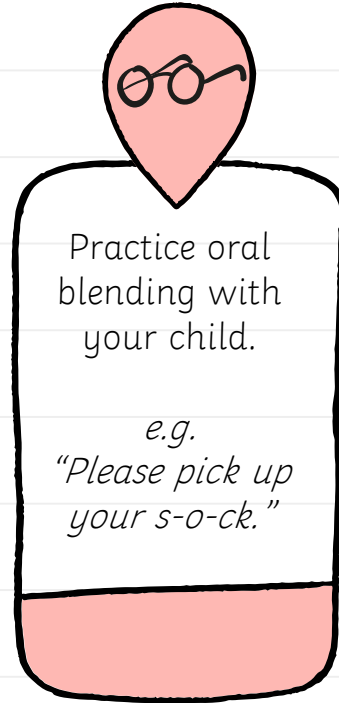 Practice oral
blending with
your child.
e.g.
“Please pick up
your s-o-ck.”